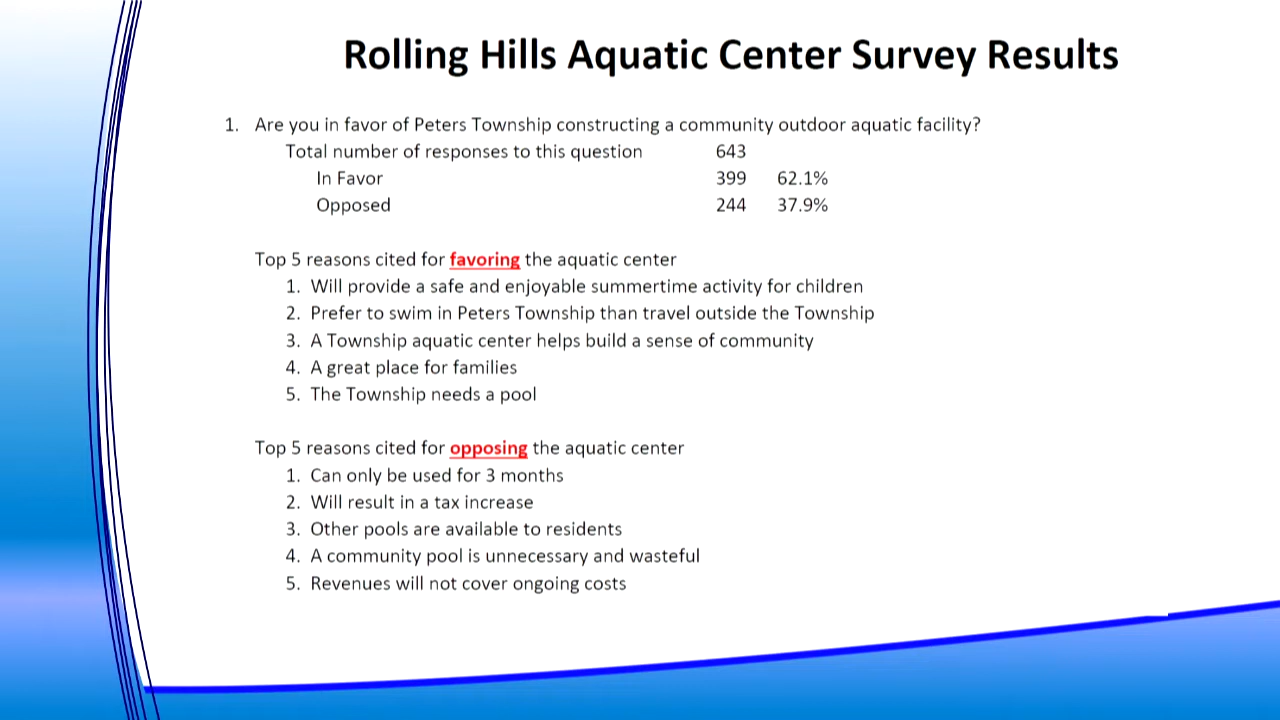 Rolling Hills Aquatic Center Survey Results
1. Are you in favor of Peters Township constructing a community outdoor aquatic facility?
Total number of responses to this question 643
In Favor 399 62.1%
Opposed 244 37.9%
Top 5 reasons cited for favoring the aquatic center
1. Will provide a safe and enjoyable summertime activity for children
2. Prefer to swim in Peters Township than travel outside the Township
3. A Township aquatic center helps build a sense of community
4. A great place for families
5. The Township needs a pool
Top 5 reasons cited for opposing the aquatic center
1. Can only be used for 3 months
2. Will result in a tax increase
3. Other pools are available to residents
4. A community pool is unnecessary and wasteful
5. Revenues will not cover ongoing costs